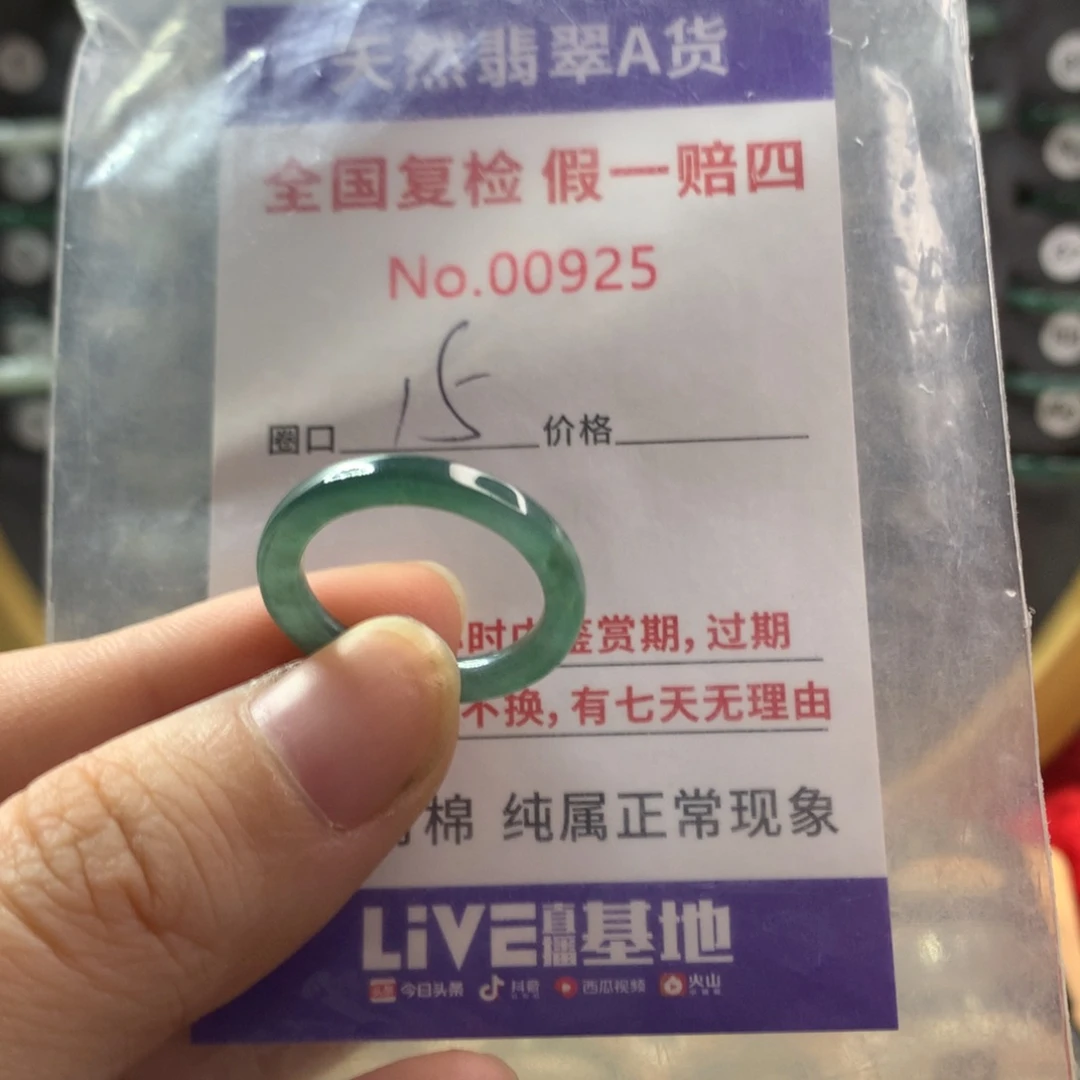 天然翡翠A货
全国复检 假一赔四
No.00925
圈口 15 价格
时内鉴赏期, 过期
不换, 有七天无理由
棉 纯属正常现象
LiVE直播基地
今日头条 抖音 西瓜视频 火山